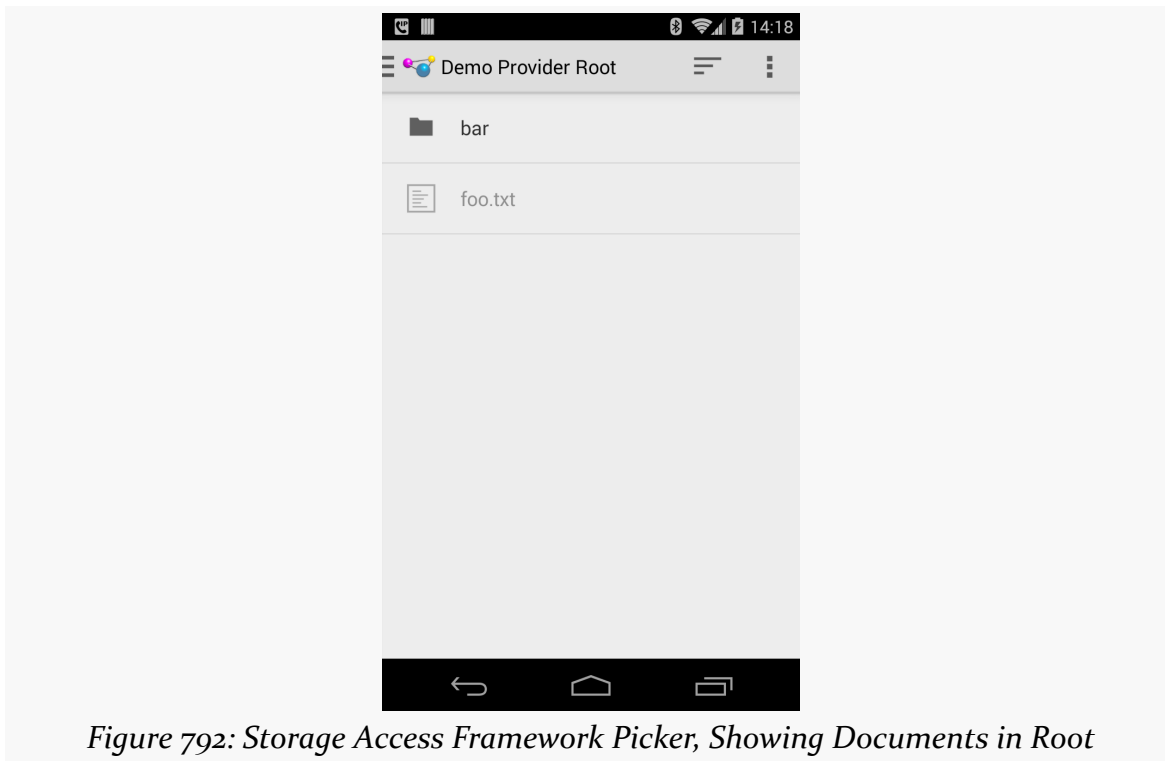 14:18
Demo Provider Root
bar
foo.txt
Figure 792: Storage Access Framework Picker, Showing Documents in Root